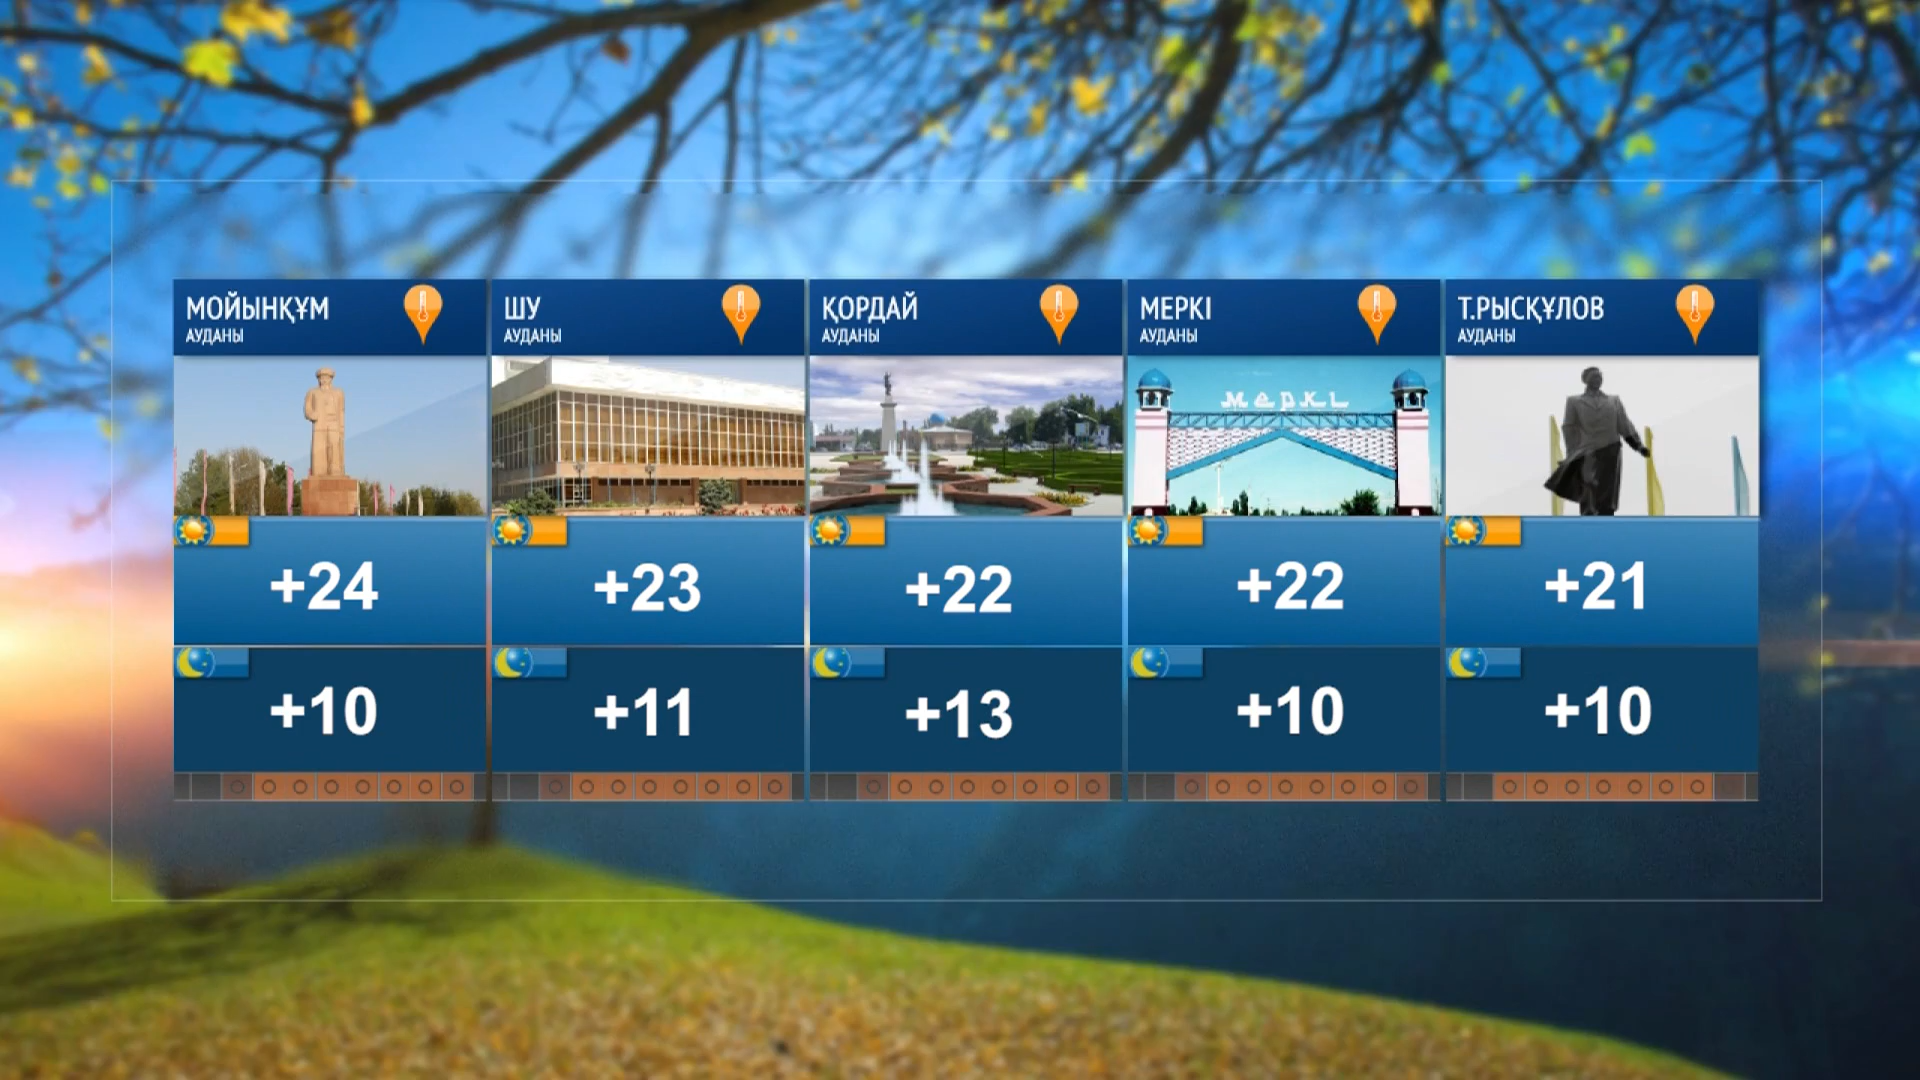 МОЙЫНҚҰМ
АУДАНЫ
ШУ
АУДАНЫ
ҚОРДАЙ
АУДАНЫ
МЕРКІ
АУДАНЫ
Т.РЫСҚҰЛОВ
АУДАНЫ
меркі
+24
+23
+22
+22
+21
+10
+11
+13
+10
+10